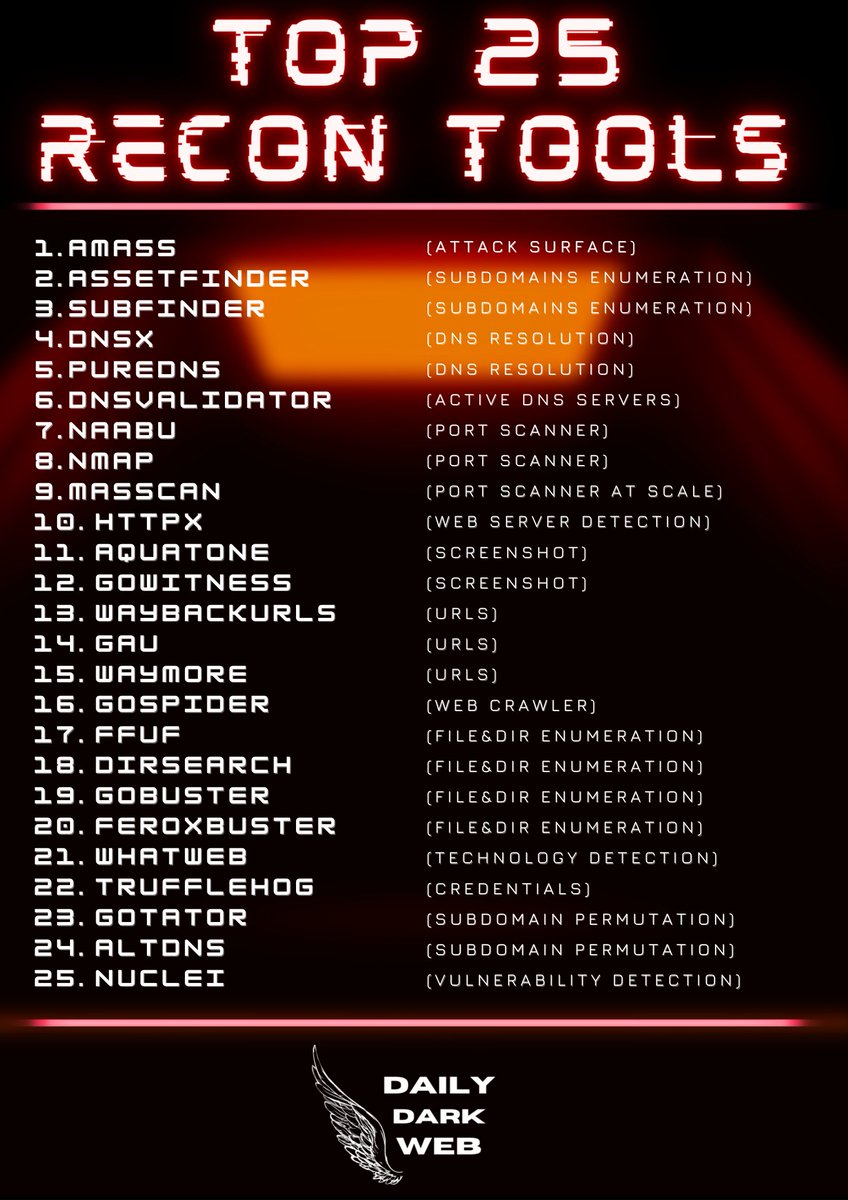 TOP 25
RECON TOOLS
1.AMASS (ATTACK SURFACE)
2.ASSETFINDER (SUBDOMAINS ENUMERATION)
3.SUBFINDER (SUBDOMAINS ENUMERATION)
4.DNSX (DNS RESOLUTION)
5.PUREDNS (DNS RESOLUTION)
6.DNSVALIDATOR (ACTIVE DNS SERVERS)
7.NAABU (PORT SCANNER)
8.NMAP (PORT SCANNER)
9.MASSCAN (PORT SCANNER AT SCALE)
10. HTTPX (WEB SERVER DETECTION)
11. AQUATONE (SCREENSHOT)
12. GOWITNESS (SCREENSHOT)
13. WAYBACKURLS (URLS)
14. GAU (URLS)
15. WAYMORE (URLS)
16. GOSPIDER (WEB CRAWLER)
17. FFUF (FILE&DIR ENUMERATION)
18. DIRSEARCH (FILE&DIR ENUMERATION)
19. GOBUSTER (FILE&DIR ENUMERATION)
20. FEROXBUSTER (FILE&DIR ENUMERATION)
21. WHATWEB (TECHNOLOGY DETECTION)
22. TRUFFLEHOG (CREDENTIALS)
23. GOTATOR (SUBDOMAIN PERMUTATION)
24. ALTDNS (SUBDOMAIN PERMUTATION)
25. NUCLEI (VULNERABILITY DETECTION)
DAILY
DARK
WEB